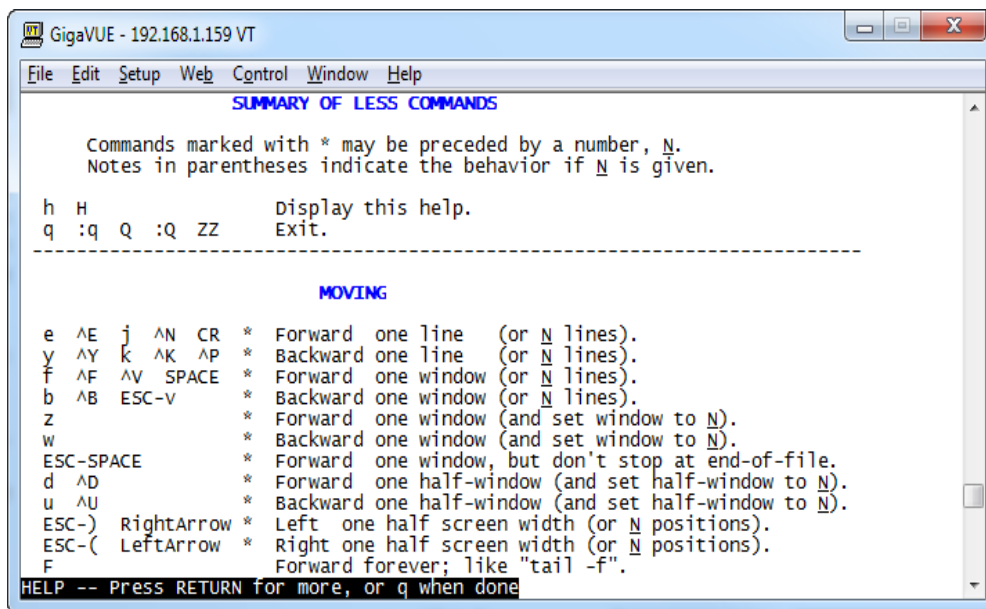 GigaVUE - 192.168.1.159 VT
File Edit Setup Web Control Window Help
SUMMARY OF LESS COMMANDS
Commands marked with * may be preceded by a number, N.
Notes in parentheses indicate the behavior if N is given.
h H Display this help.
q :q Q :Q ZZ Exit.
---------------------------------------------------------------------------
MOVING
e ^E j ^N CR * Forward one line (or N lines).
y ^Y k ^K ^P * Backward one line (or N lines).
f ^F ^V SPACE * Forward one window (or N lines).
b ^B ESC-v * Backward one window (or N lines).
z * Forward one window (and set window to N).
w * Backward one window (and set window to N).
ESC-SPACE * Forward one window, but don't stop at end-of-file.
d ^D * Forward one half-window (and set half-window to N).
u ^U * Backward one half-window (and set half-window to N).
ESC-) RightArrow * Left one half screen width (or N positions).
ESC-( LeftArrow * Right one half screen width (or N positions).
F Forward forever; like "tail -f".
HELP -- Press RETURN for more, or q when done